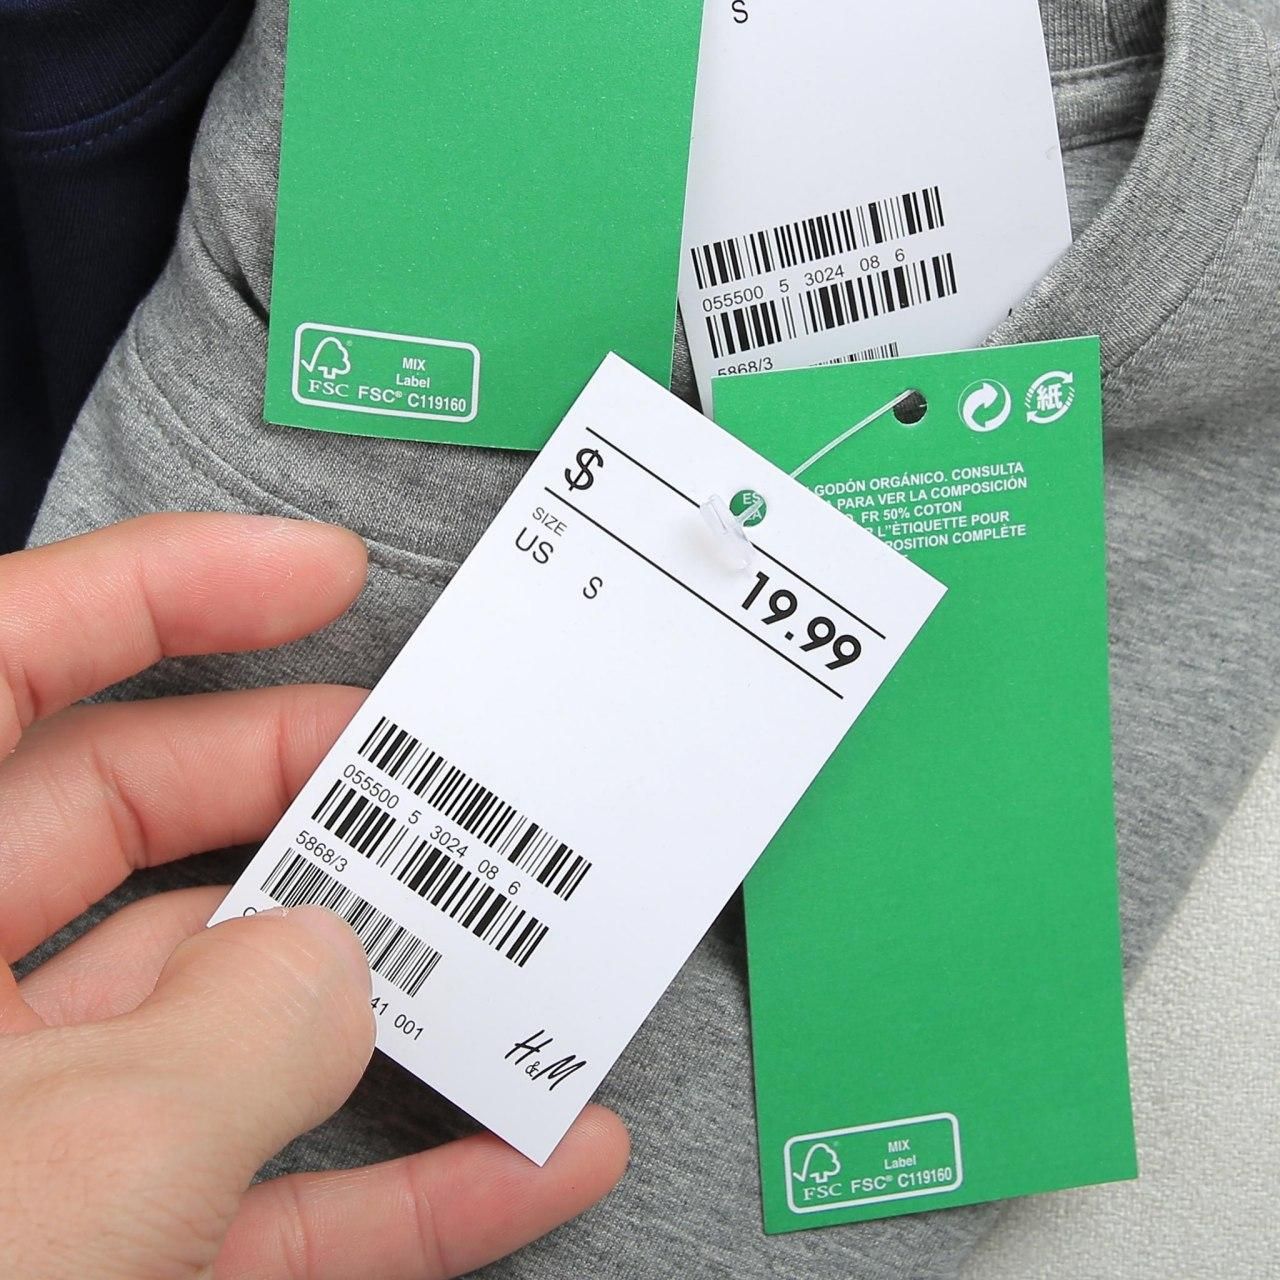 S
055500 5 3024 08 6
5868/3
MIX
Label
FSC FSC® C119160
紙
GODÓN ORGÁNICO. CONSULTA
PARA VER LA COMPOSICIÓN
FR 50% COTON
L"ÈTIQUETTE POUR
POSITION COMPLÈTE
ES
$ 19.99
SIZE
US S
055500 5 3024 08 6
5868/3
41 001
H&M
MIX
Label
FSC FSC® C119160